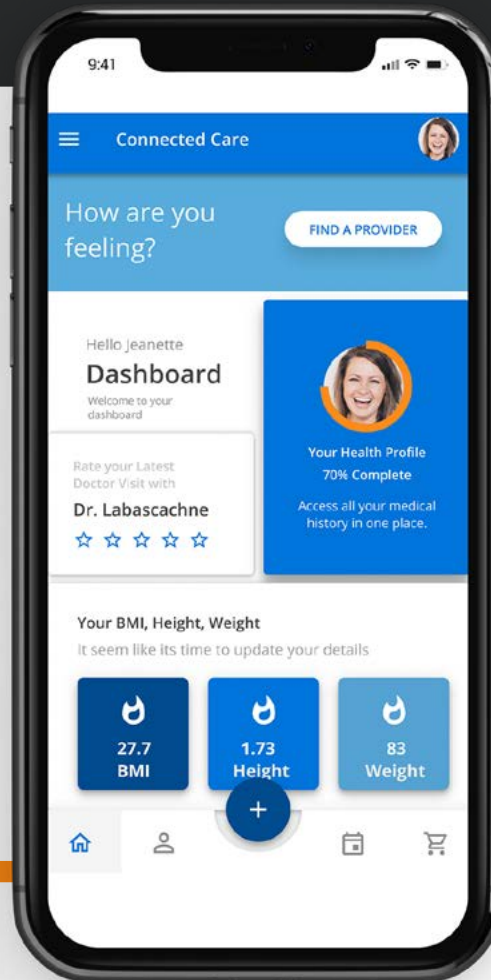 9:41
Connected Care
How are you
feeling?
FIND A PROVIDER
Hello Jeanette
Dashboard
Welcome to your
dashboard
Rate your Latest
Doctor Visit with
Dr. Labascachne
Your Health Profile
70% Complete
Access all your medical
history in one place.
Your BMI, Height, Weight
It seem like its time to update your details
27.7
BMI
1.73
Height
83
Weight
+